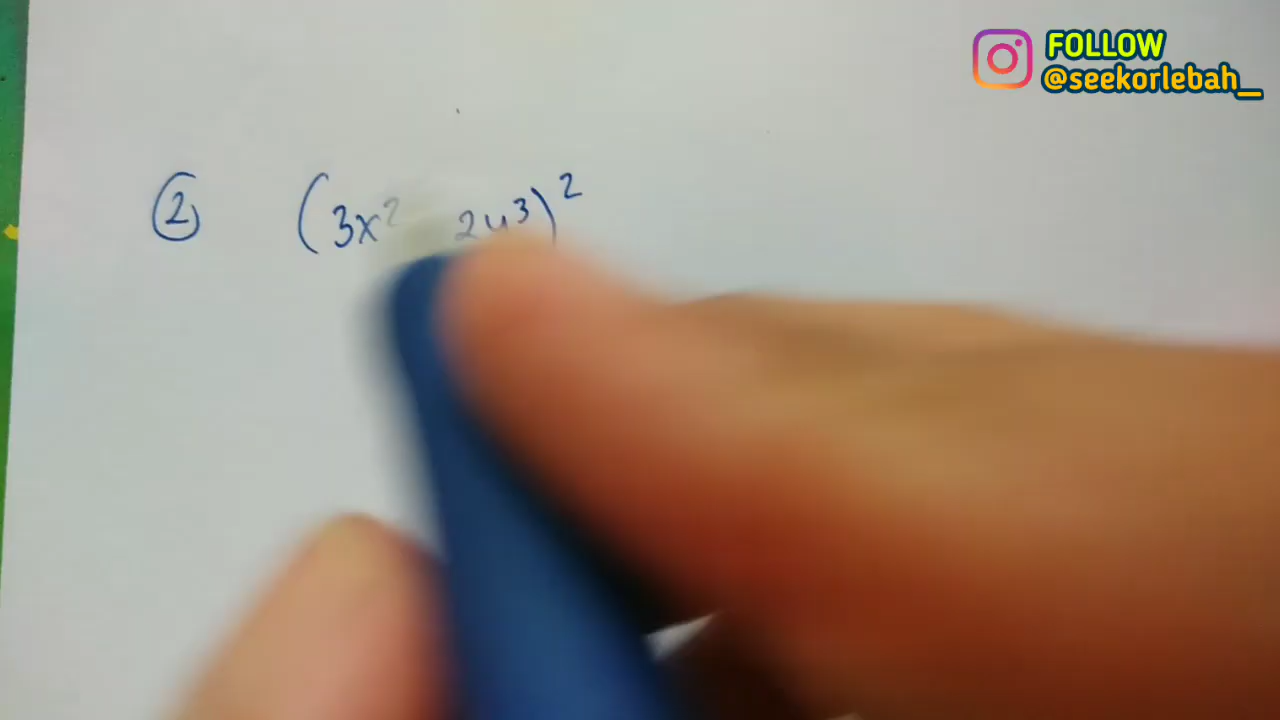 FOLLOW
@seekorlebah_
② (3x² 2y³)²